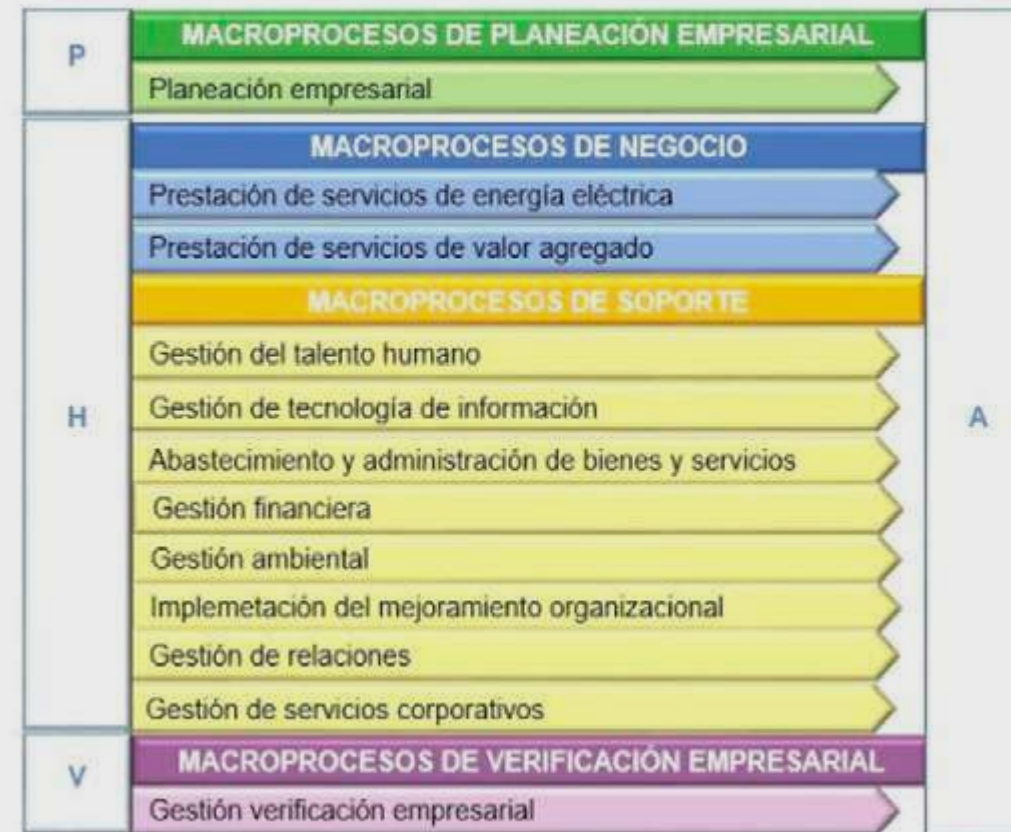 P
MACROPROCESOS DE PLANEACIÓN EMPRESARIAL
Planeación empresarial
MACROPROCESOS DE NEGOCIO
Prestación de servicios de energía eléctrica
Prestación de servicios de valor agregado
MACROPROCESOS DE SOPORTE
Gestión del talento humano
H
Gestión de tecnología de información
A
Abastecimiento y administración de bienes y servicios
Gestión financiera
Gestión ambiental
Implemetación del mejoramiento organizacional
Gestión de relaciones
Gestión de servicios corporativos
V
MACROPROCESOS DE VERIFICACIÓN EMPRESARIAL
Gestión verificación empresarial